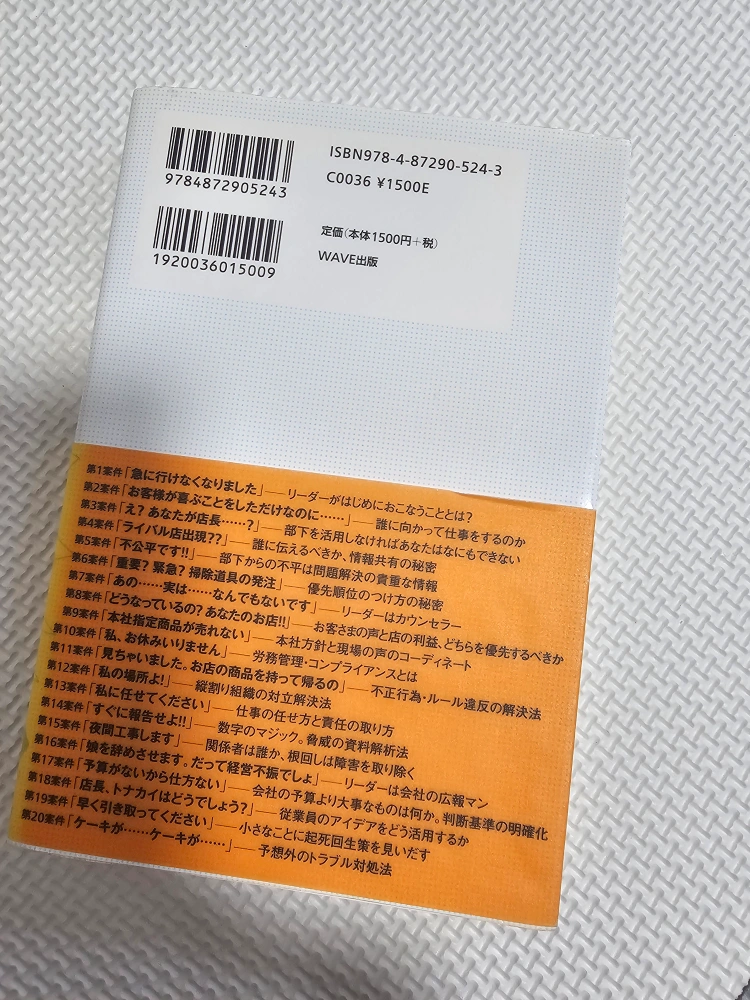 ISBN978-4-87290-524-3
C0036 ¥1500E
9784872905243
定価(本体1500円+税)
WAVE出版
1920036015009
第1案件「急に行けなくなりました」――リーダーがはじめにおこなうこととは?
第2案件「お客様が喜ぶことをしただけなのに……」――誰に向かって仕事をするのか
第3案件「え? あなたが店長……?」――部下を活用しなければあなたはなにもできない
第4案件「ライバル店出現??」――誰に伝えるべきか、情報共有の秘密
第5案件「不公平です!!」――部下からの不平は問題解決の貴重な情報
第6案件「重要? 緊急? 掃除道具の発注」――優先順位のつけ方の秘密
第7案件「あの……実は……なんでもないです」――リーダーはカウンセラー
第8案件「どうなっているの? あなたのお店!!」――お客さまの声と店の利益、どちらを優先するべきか
第9案件「本社指定商品が売れない」――本社方針と現場の声のコーディネート
第10案件「私、お休みいりません」――労務管理・コンプライアンスとは
第11案件「見ちゃいました。お店の商品を持って帰るの」――不正行為・ルール違反の解決法
第12案件「私の場所よ!」――縦割り組織の対立解決法
第13案件「私に任せてください」――仕事の任せ方と責任の取り方
第14案件「すぐに報告せよ!!」――数字のマジック。脅威の資料解析法
第15案件「夜間工事します」――関係者は誰か、根回しは障害を取り除く
第16案件「娘を辞めさせます。だって経営不振でしょ」――リーダーは会社の広報マン
第17案件「予算がないから仕方ない」――会社の予算より大事なものは何か。判断基準の明確化
第18案件「店長、トナカイはどうでしょう?」――従業員のアイデアをどう活用するか
第19案件「早く引き取ってください」――小さなことに起死回生策を見いだす
第20案件「ケーキが……ケーキが……」――予想外のトラブル対処法